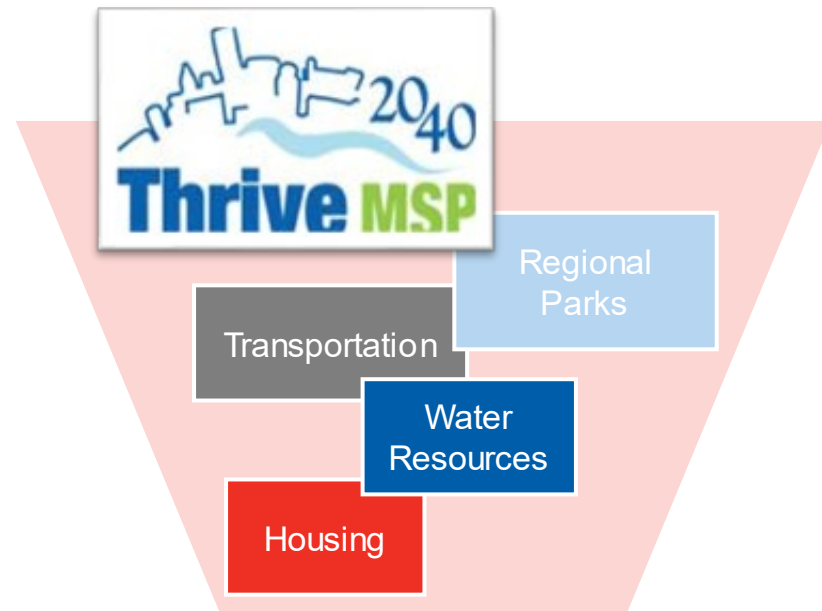 2040
Thrive MSP
Regional
Parks
Transportation
Water
Resources
Housing